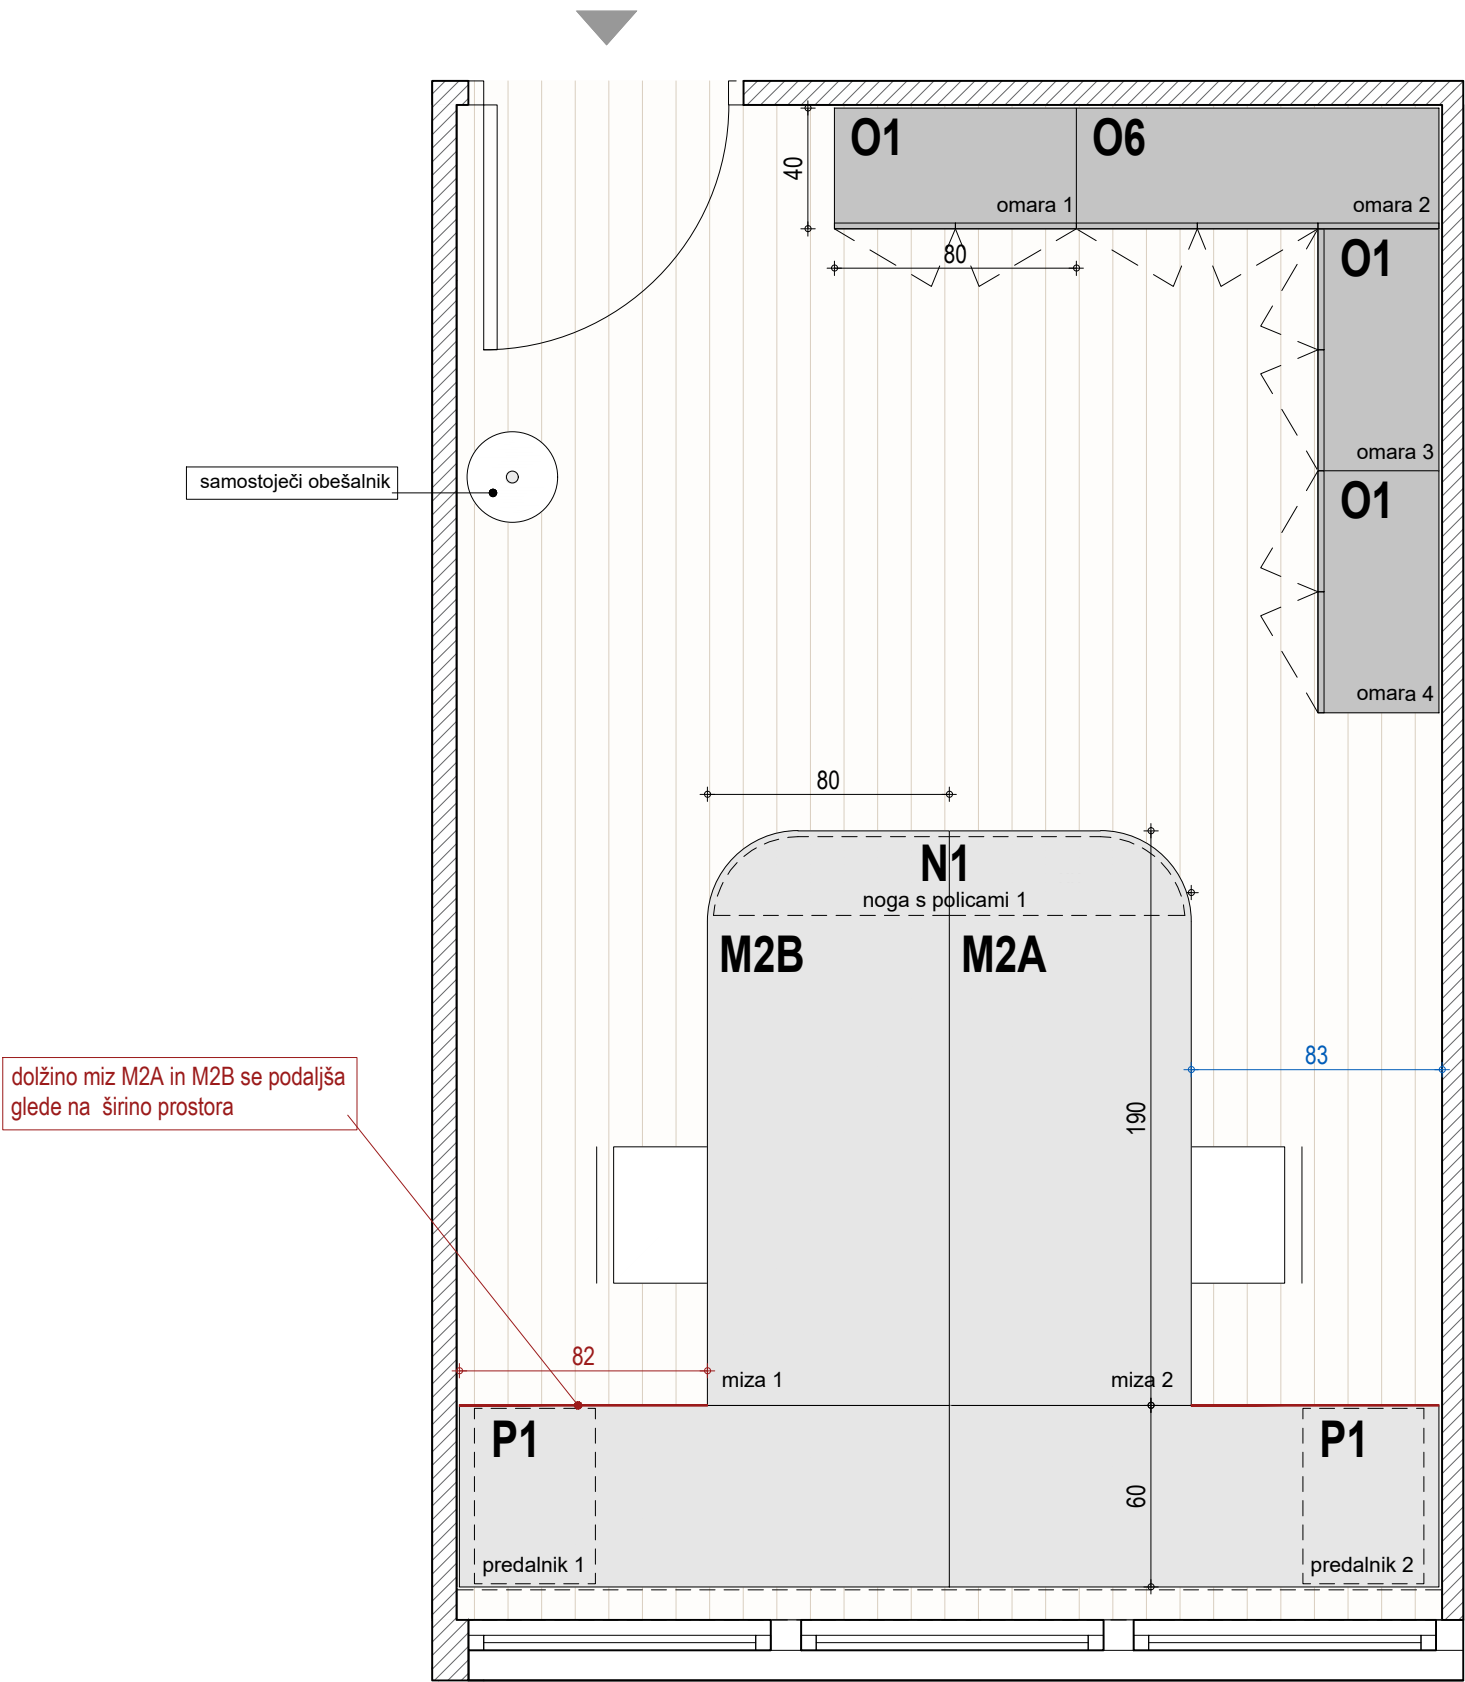 O1
O6
40
omara 1
omara 2
80
O1
omara 3
samostoječi obešalnik
O1
omara 4
80
N1
noga s policami 1
M2B
M2A
83
dolžino miz M2A in M2B se podaljša
glede na širino prostora
190
82
miza 1
miza 2
P1
P1
60
predalnik 1
predalnik 2